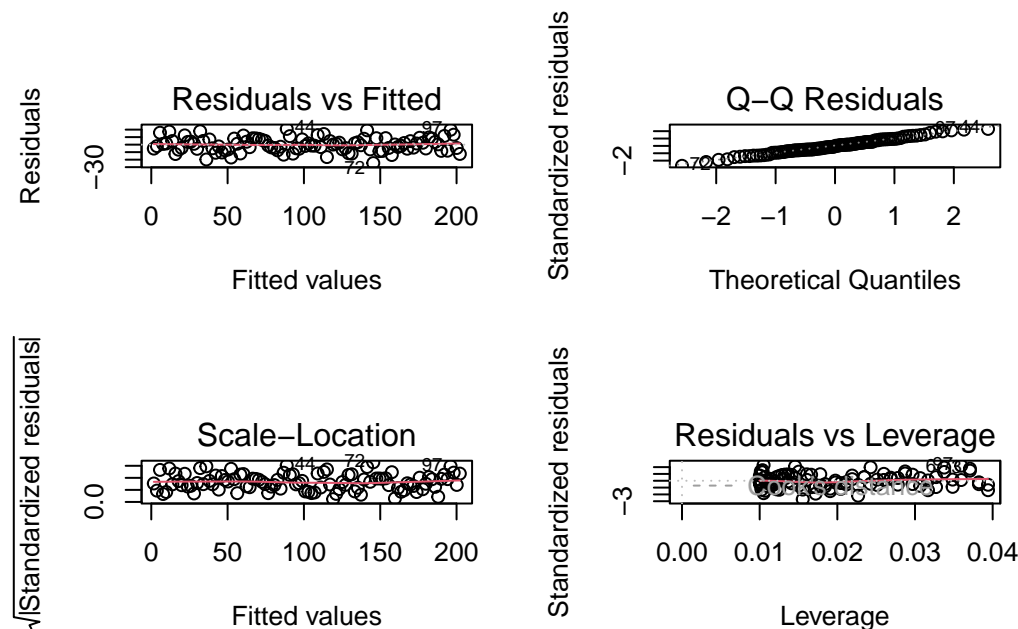 Residuals vs Fitted
Residuals
−30
44
97
72
0 50 100 150 200
Fitted values
Q−Q Residuals
Standardized residuals
−2
97 44
72
−2 −1 0 1 2
Theoretical Quantiles
Scale−Location
√|Standardized residuals|
0.0
44
72
97
0 50 100 150 200
Fitted values
Residuals vs Leverage
Standardized residuals
−3
Cook's distance
0.00 0.01 0.02 0.03 0.04
Leverage